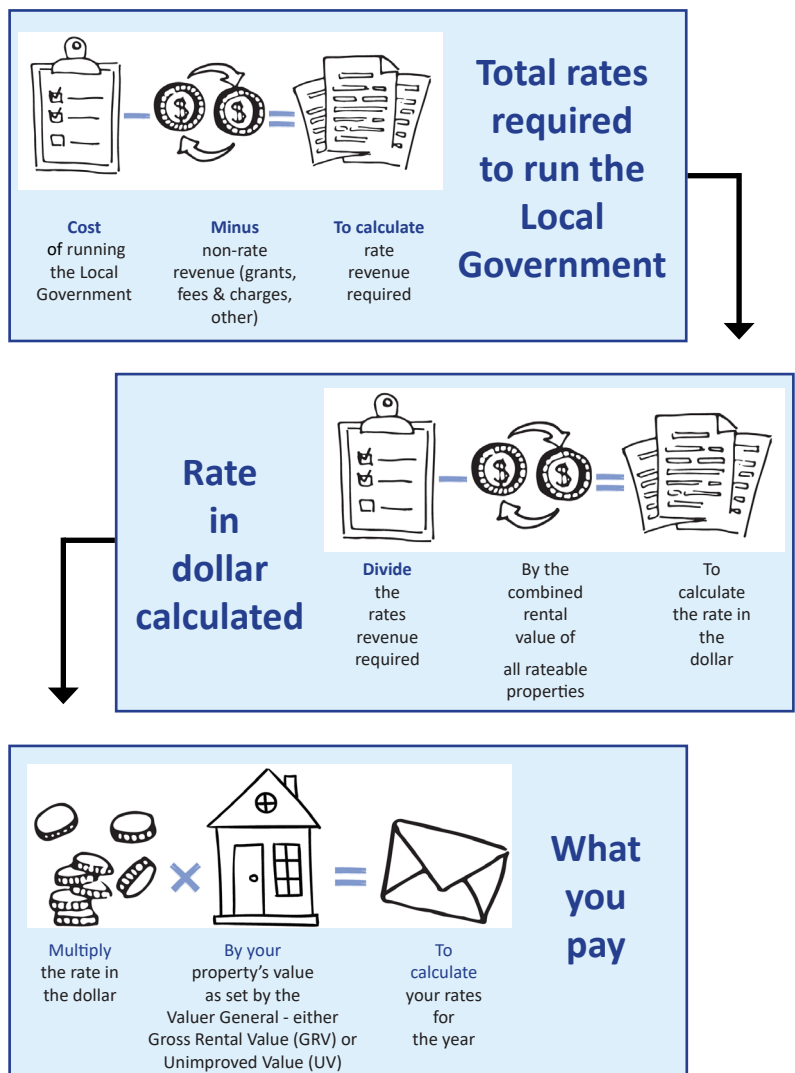 Total rates
required
to run the
Local
Government
Cost
of running
the Local
Government
Minus
non-rate
revenue (grants,
fees & charges,
other)
To calculate
rate
revenue
required
Rate
in
dollar
calculated
Divide
the
rates
revenue
required
By the
combined
rental
value of
all rateable
properties
To
calculate
the rate in
the
dollar
What
you
pay
Multiply
the rate in
the dollar
By your
property's value
as set by the
Valuer General - either
Gross Rental Value (GRV) or
Unimproved Value (UV)
To
calculate
your rates
for
the year